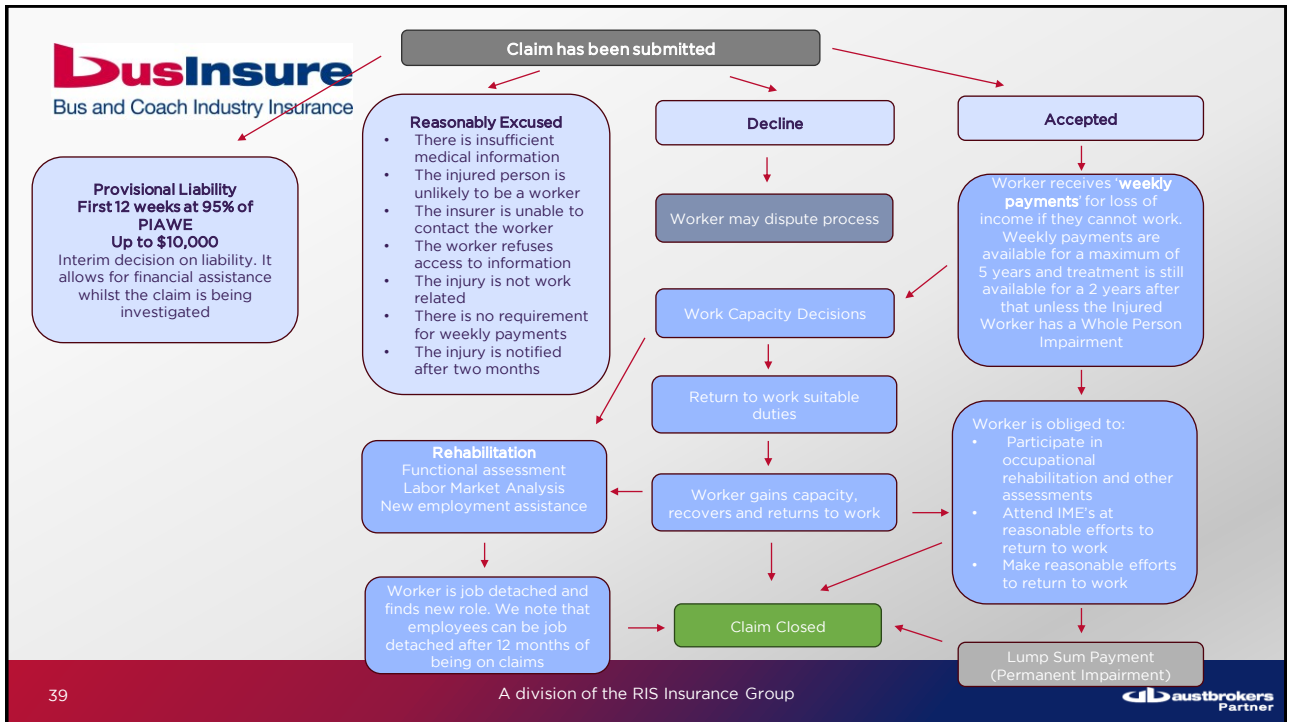 Claim has been submitted
busInsure
Bus and Coach Industry Insurance
Provisional Liability
First 12 weeks at 95% of
PIAWE
Up to $10,000
Interim decision on liability. It
allows for financial assistance
whilst the claim is being
investigated
Reasonably Excused
• There is insufficient
medical information
• The injured person is
unlikely to be a worker
• The insurer is unable to
contact the worker
• The worker refuses
access to information
• The injury is not work
related
• There is no requirement
for weekly payments
• The injury is notified
after two months
Decline
Worker may dispute process
Accepted
Worker receives ‘weekly
payments’ for loss of
income if they cannot work.
Weekly payments are
available for a maximum of
5 years and treatment is still
available for a 2 years after
that unless the Injured
Worker has a Whole Person
Impairment
Work Capacity Decisions
Return to work suitable
duties
Worker gains capacity,
recovers and returns to work
Rehabilitation
Functional assessment
Labor Market Analysis
New employment assistance
Worker is obliged to:
• Participate in
occupational
rehabilitation and other
assessments
• Attend IME’s at
reasonable efforts to
return to work
• Make reasonable efforts
to return to work
Worker is job detached and
finds new role. We note that
employees can be job
detached after 12 months of
being on claims
Claim Closed
Lump Sum Payment
(Permanent Impairment)
39
A division of the RIS Insurance Group
austbrokers
Partner